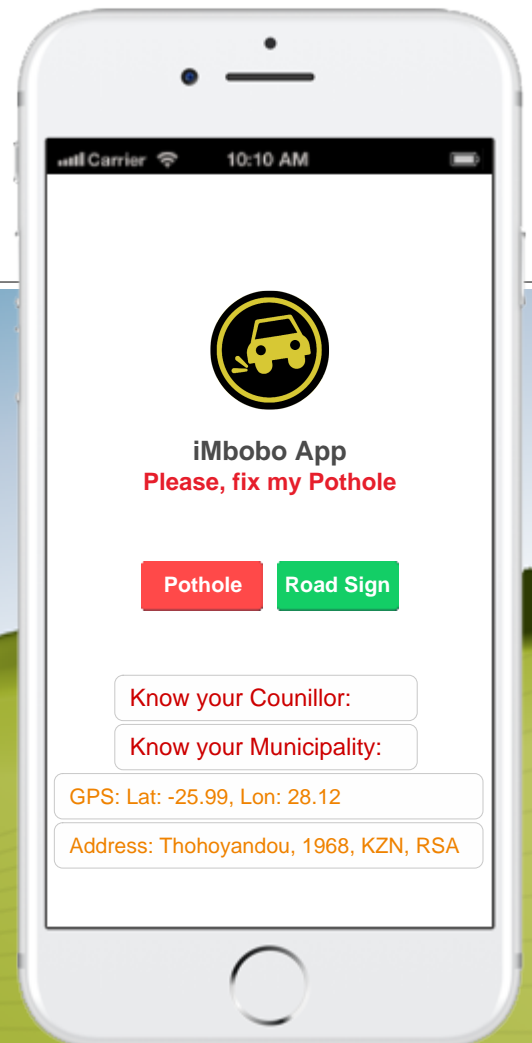 Carrier 10:10 AM
iMbobo App
Please, fix my Pothole
Pothole Road Sign
Know your Counillor:
Know your Municipality:
GPS: Lat: -25.99, Lon: 28.12
Address: Thohoyandou, 1968, KZN, RSA